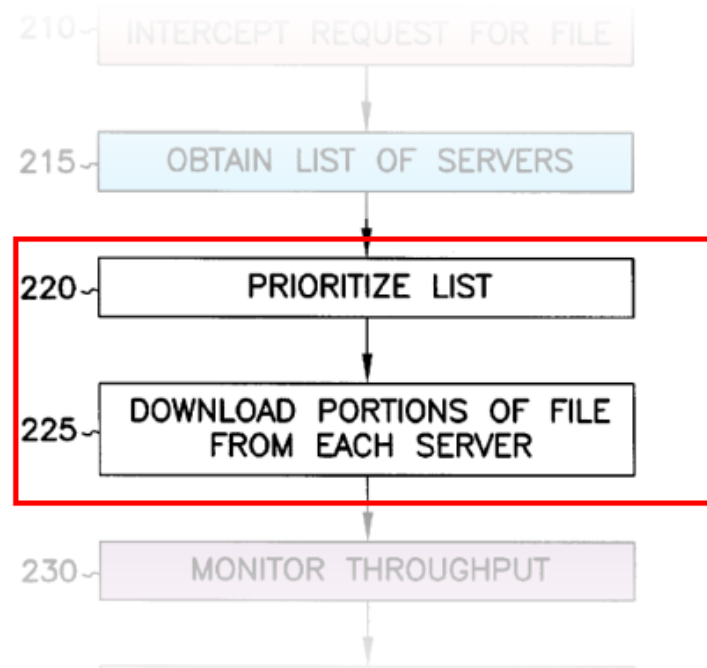 210 INTERCEPT REQUEST FOR FILE
215 OBTAIN LIST OF SERVERS
220 PRIORITIZE LIST
225 DOWNLOAD PORTIONS OF FILE
FROM EACH SERVER
230 MONITOR THROUGHPUT